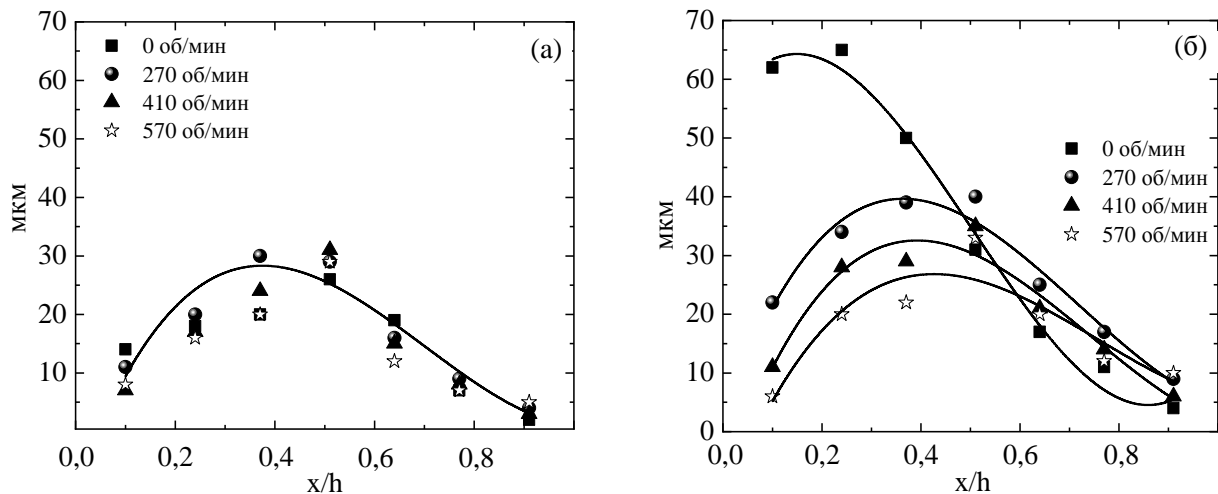 70
60
50
40
30
20
10
мкм
0 об/мин
270 об/мин
410 об/мин
570 об/мин
(а)
0,0 0,2 0,4 0,6 0,8
x/h
70
60
50
40
30
20
10
0
мкм
(б)
0 об/мин
270 об/мин
410 об/мин
570 об/мин
0,0 0,2 0,4 0,6 0,8
x/h